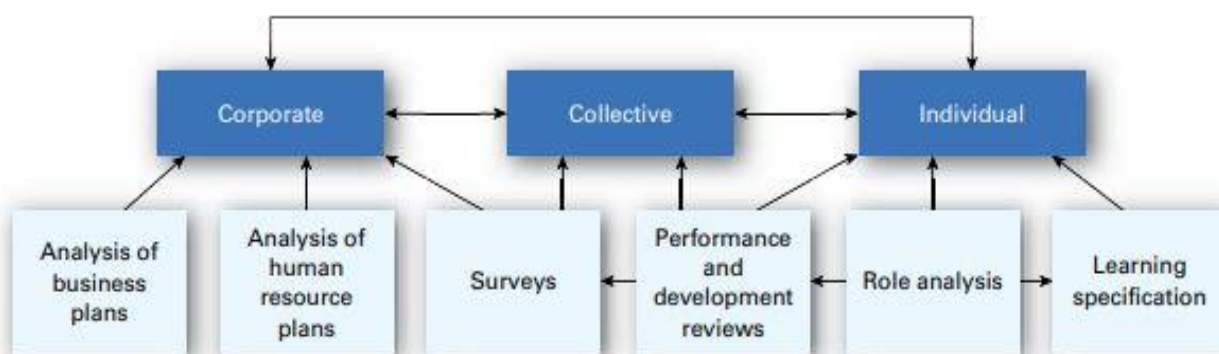 Corporate
Collective
Individual
Analysis of
business
plans
Analysis of
human
resource
plans
Surveys
Performance
and
development
reviews
Role analysis
Learning
specification